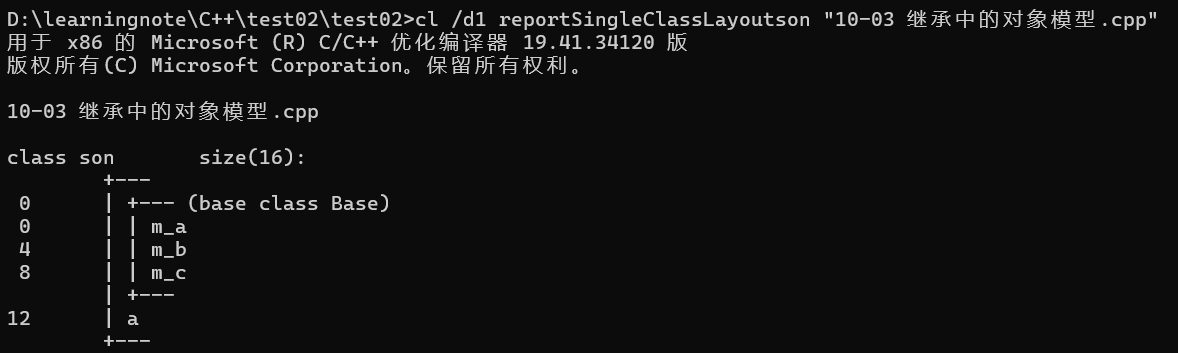 D:\learningnote\C++\test02\test02>cl /d1 reportSingleClassLayoutson "10-03 继承中的对象模型.cpp"
用于 x86 的 Microsoft (R) C/C++ 优化编译器 19.41.34120 版
版权所有(C) Microsoft Corporation。保留所有权利。
10-03 继承中的对象模型.cpp
class son       size(16):
        +---
 0      | +--- (base class Base)
 0      | | m_a
 4      | | m_b
 8      | | m_c
        | +---
12      | a
        +---